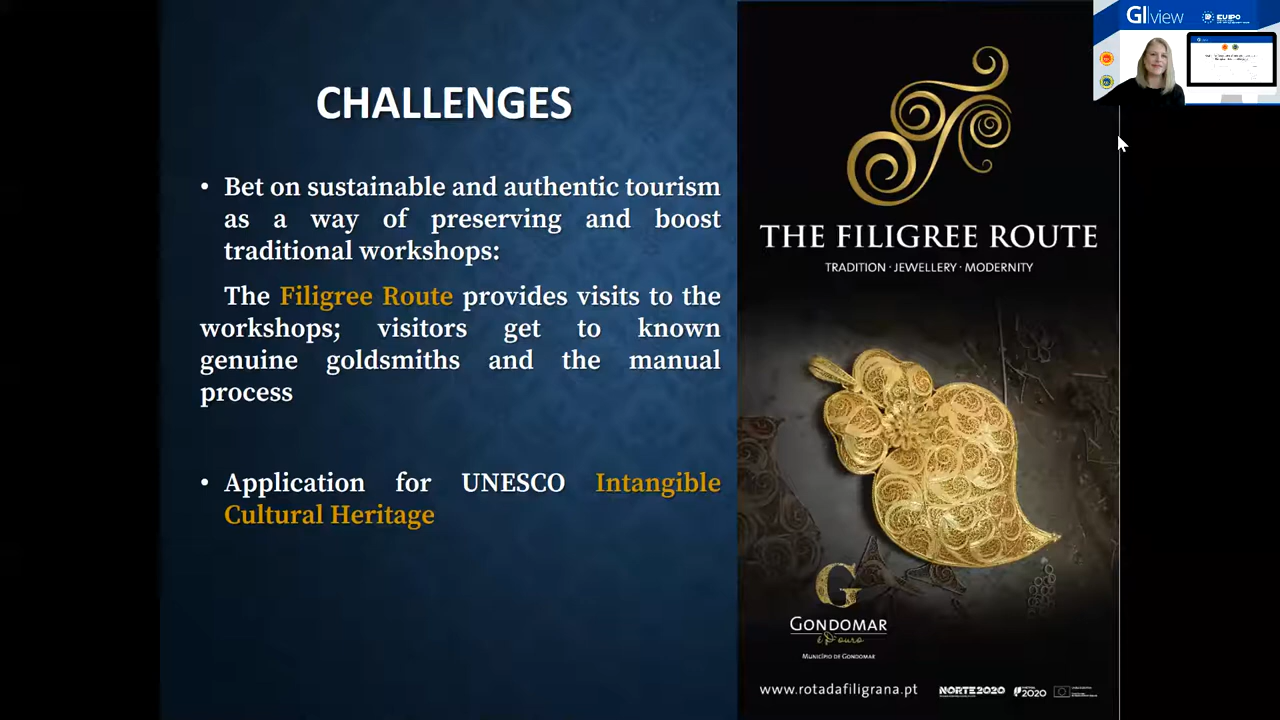 CHALLENGES
• Bet on sustainable and authentic tourism
as a way of preserving and boost
traditional workshops:
The Filigree Route provides visits to the
workshops; visitors get to known
genuine goldsmiths and the manual
process
• Application for UNESCO Intangible
Cultural Heritage
THE FILIGREE ROUTE
TRADITION · JEWELLERY · MODERNITY
G
GONDOMAR
é D'ouro
MUNICÍPIO DE GONDOMAR
www.rotadafiligrana.pt
NORTE2020
2020
GIview
EUIPO